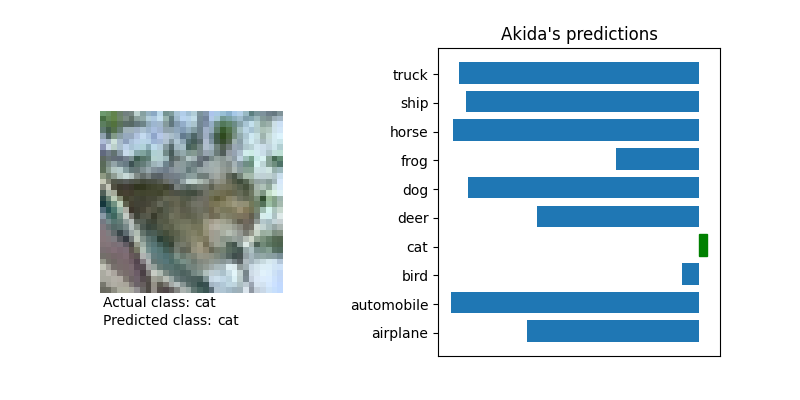 Akida's predictions
truck
ship
horse
frog
dog
deer
cat
bird
automobile
airplane
Actual class: cat
Predicted class: cat